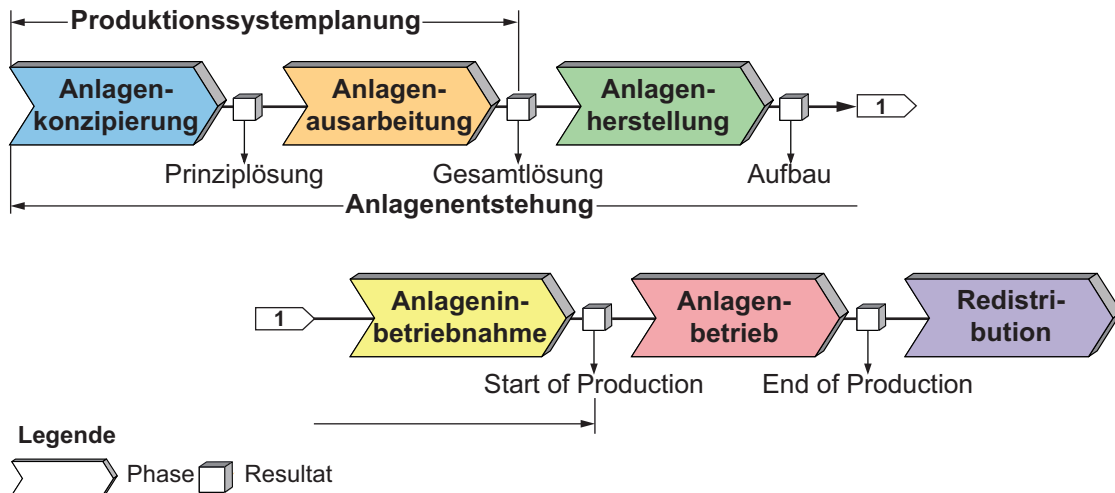 Produktionssystemplanung
Anlagen-
konzipierung
Anlagen-
ausarbeitung
Anlagen-
herstellung
1
Prinziplösung
Gesamtlösung
Aufbau
Anlagenentstehung
1
Anlagenin-
betriebnahme
Anlagen-
betrieb
Redistri-
bution
Start of Production
End of Production
Legende
Phase
Resultat